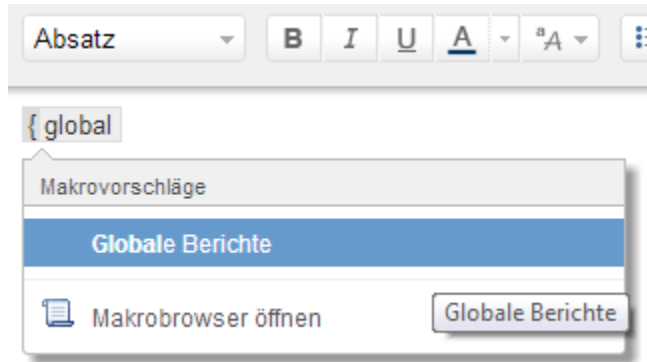 Absatz B I U A ªA
{ global
Makrovorschläge
Globale Berichte
Makrobrowser öffnen
Globale Berichte